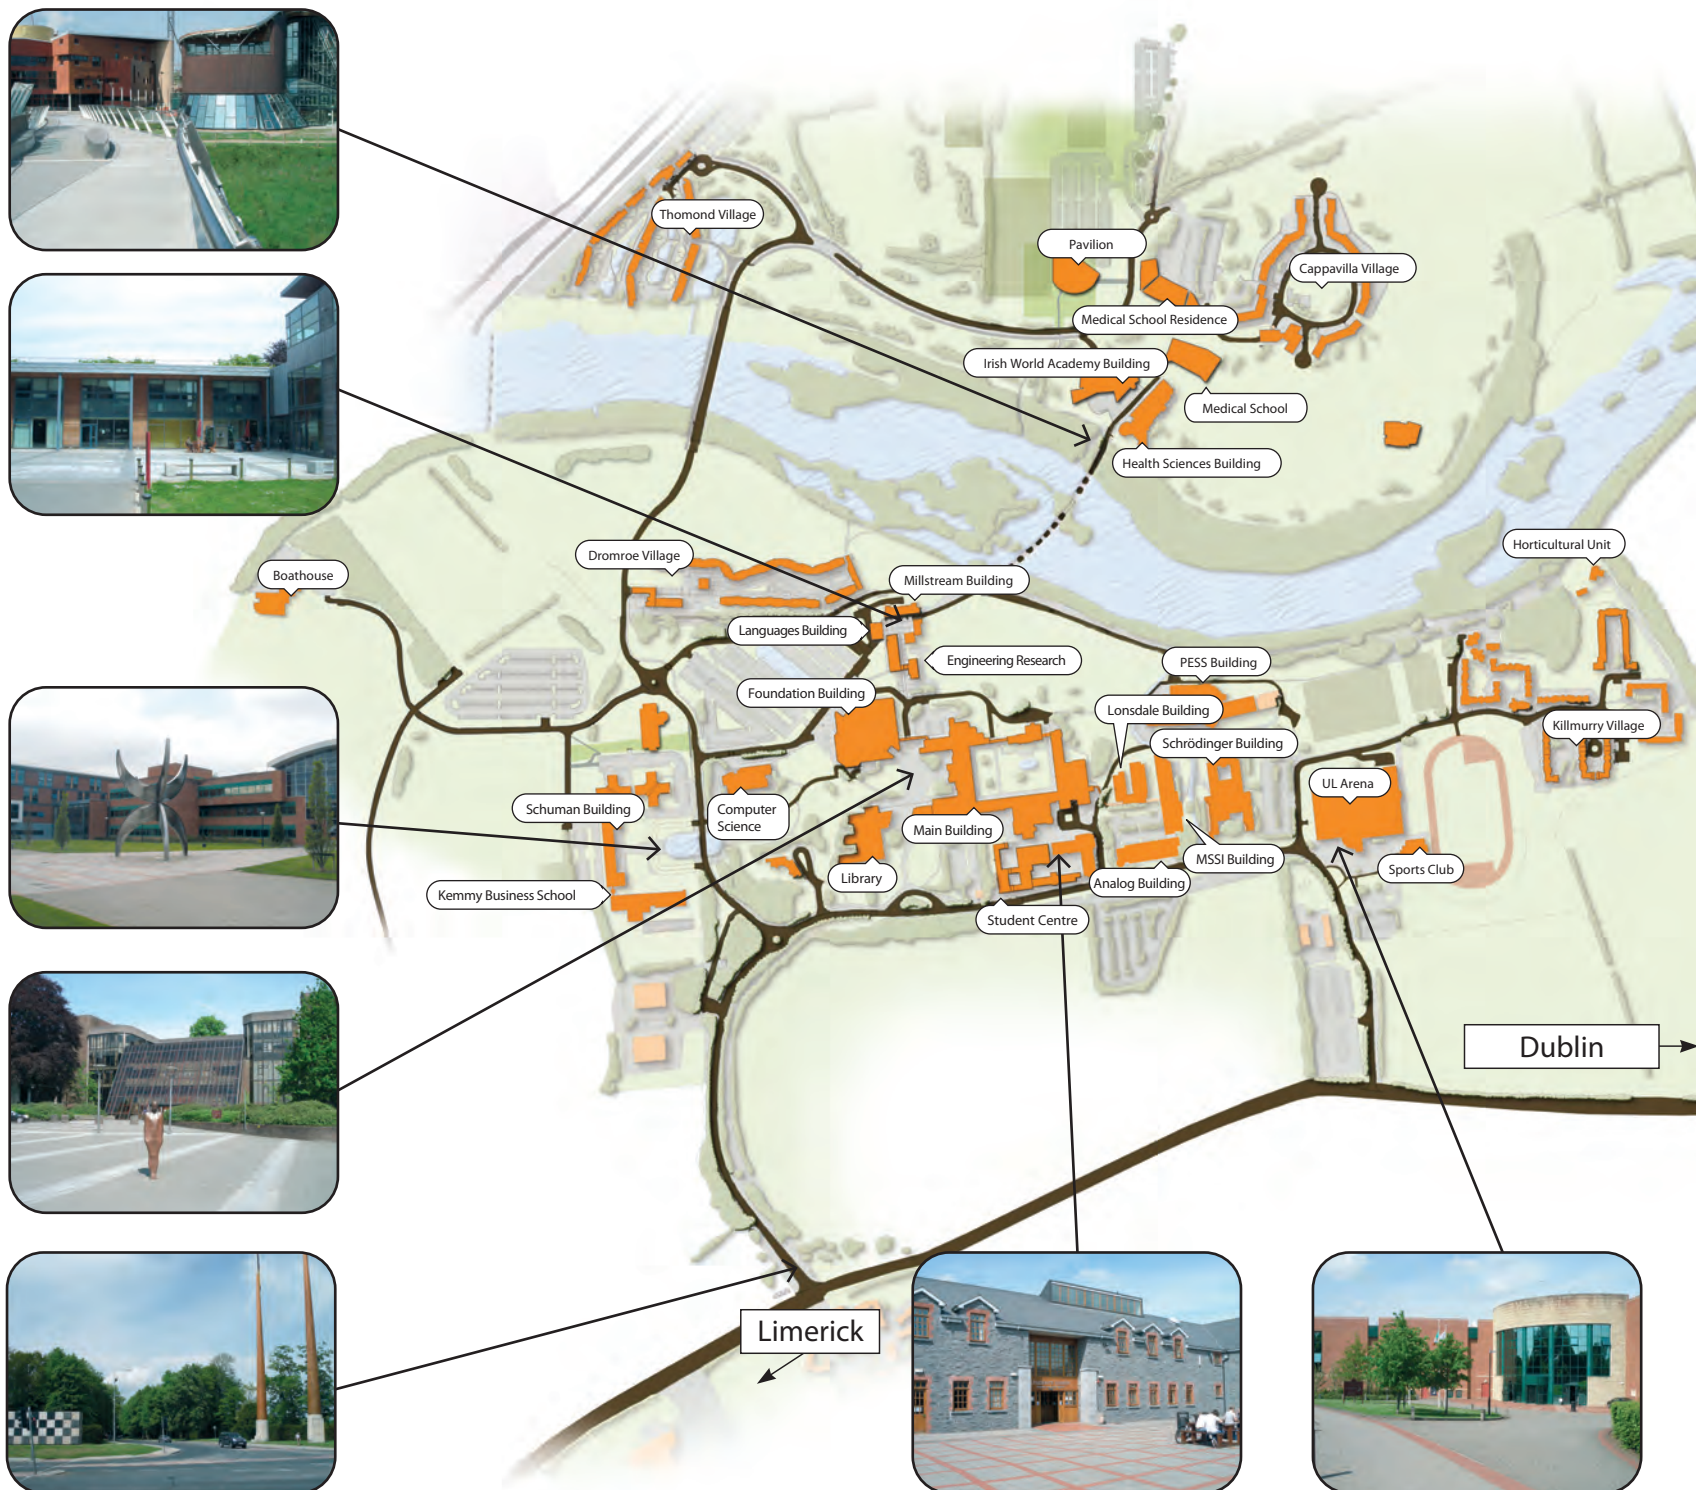 Thomond Village
Pavilion
Cappavilla Village
Medical School Residence
Irish World Academy Building
Medical School
Health Sciences Building
Horticultural Unit
Dromroe Village
Boathouse
Millstream Building
Languages Building
Engineering Research
PESS Building
Foundation Building
Lonsdale Building
Killmurry Village
Schrödinger Building
UL Arena
Schuman Building
Computer
Science
Main Building
MSSI Building
Sports Club
Library
Analog Building
Kemmy Business School
Student Centre
Dublin
Limerick